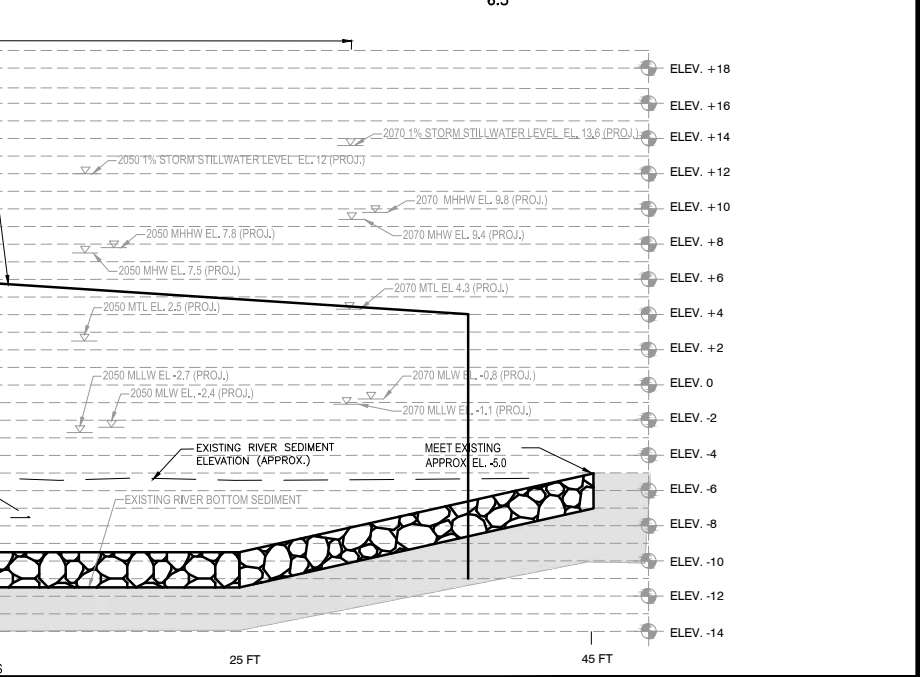 6.5
ELEV. +18
ELEV. +16
2070 1% STORM STILLWATER LEVEL EL. 13.6 (PROJ.)
ELEV. +14
2050 1% STORM STILLWATER LEVEL EL. 12 (PROJ.)
ELEV. +12
2070 MHHW EL. 9.8 (PROJ.)
ELEV. +10
2050 MHHW EL. 7.8 (PROJ.)
2070 MHW EL. 9.4 (PROJ.)
ELEV. +8
2050 MHW EL. 7.5 (PROJ.)
ELEV. +6
2070 MTL EL 4.3 (PROJ.)
2050 MTL EL. 2.5 (PROJ.)
ELEV. +4
ELEV. +2
2050 MLLW EL -2.7 (PROJ.)
2070 MLW EL -0.8 (PROJ.)
ELEV. 0
2050 MLW EL. -2.4 (PROJ.)
2070 MLLW EL. -1.1 (PROJ.)
ELEV. -2
EXISTING RIVER SEDIMENT
ELEVATION (APPROX.)
MEET EXISTING
APPROX. EL. -5.0
ELEV. -4
ELEV. -6
EXISTING RIVER BOTTOM SEDIMENT
ELEV. -8
ELEV. -10
ELEV. -12
ELEV. -14
25 FT
45 FT